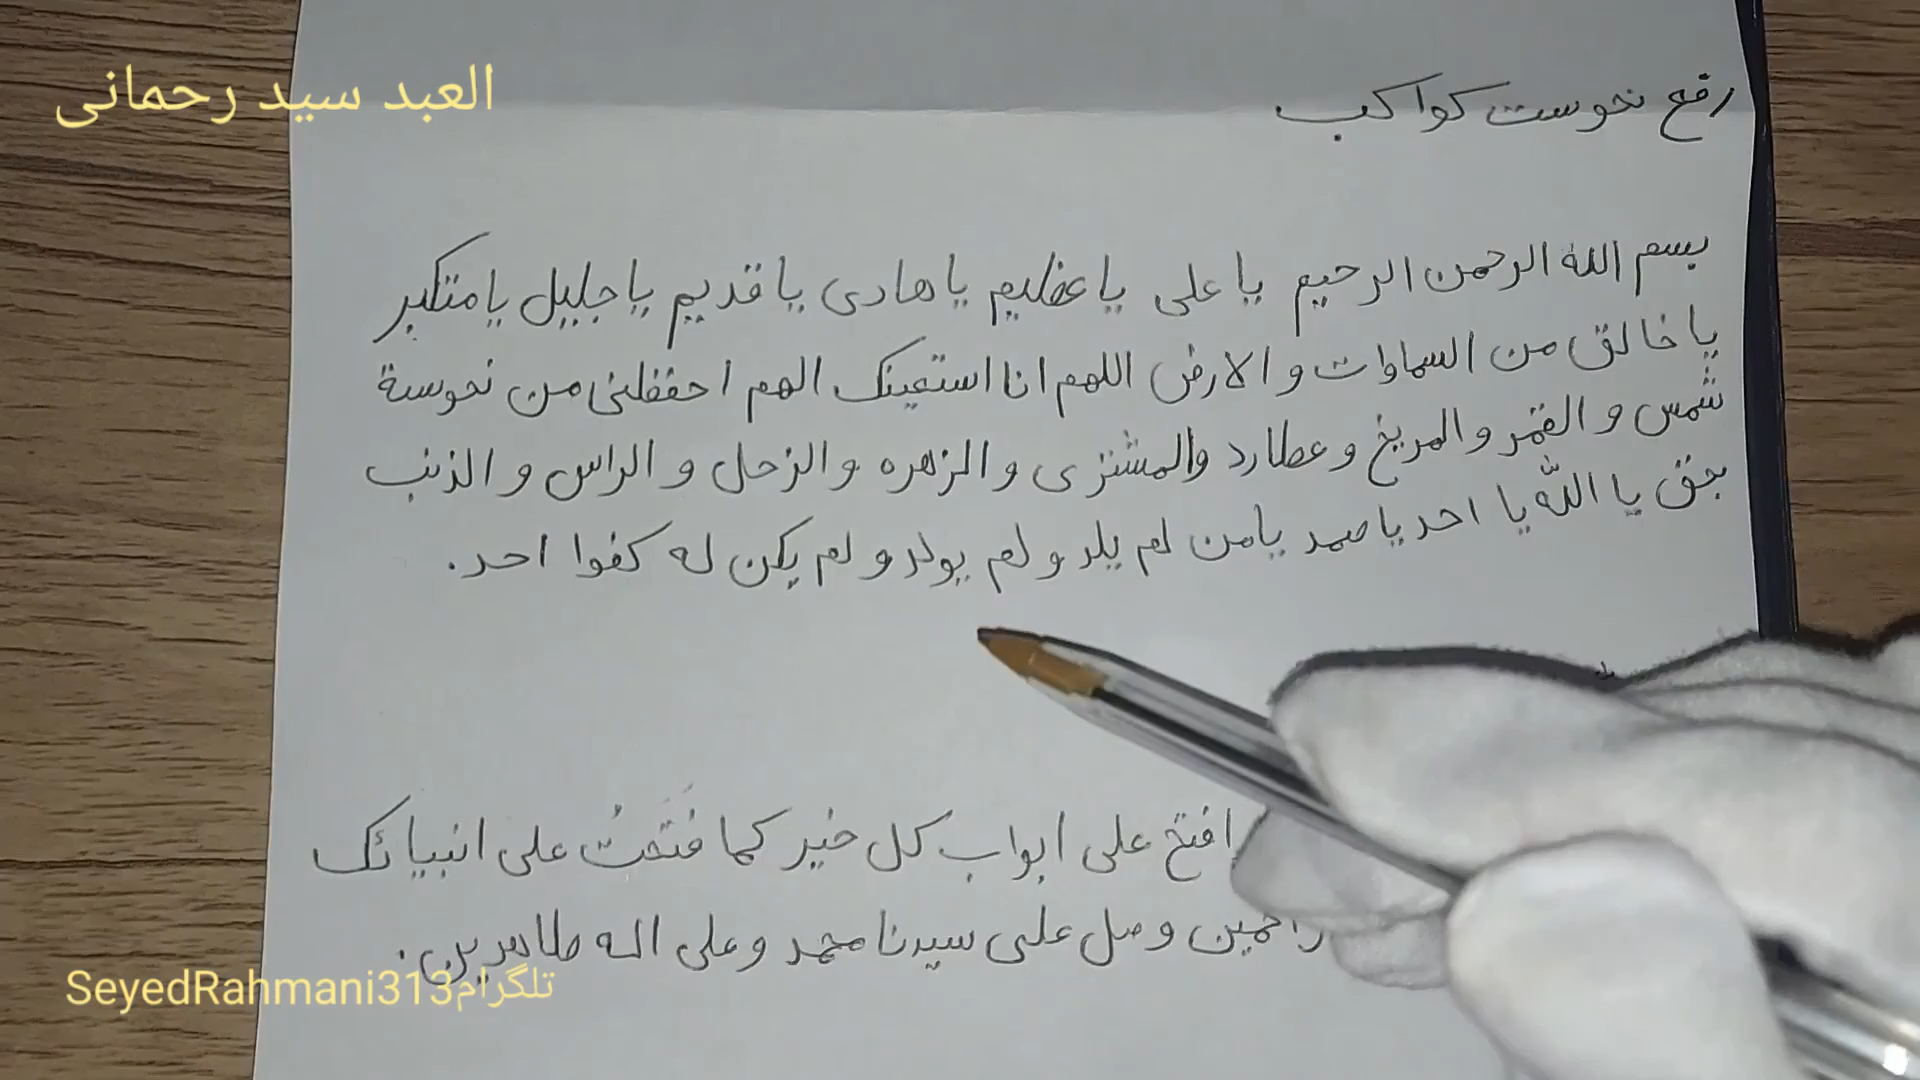 العبد سید رحمانی
رفع نحوست کواکب
بسم الله الرحمن الرحیم یا علی یا عظیم یا هادی یا قدیم یا جلیل یا متکبر
یا خالق من السماوات و الارض اللهم انا استعینک الهم احفظنی من نحوسة
شمس و القمر و المریخ و عطارد والمشتری و الزهره و الزحل و الراس و الذنب
بحق یا الله یا احد یا صمد یا من لم یلد و لم یولد و لم یکن له کفوا احد.
افتح علی ابواب کل خیر کما فَتَحْتُ علی انبیائک
راحمین وصل علی سیدنا محمد و علی اله طاهرین.
تلگرامSeyedRahmani313